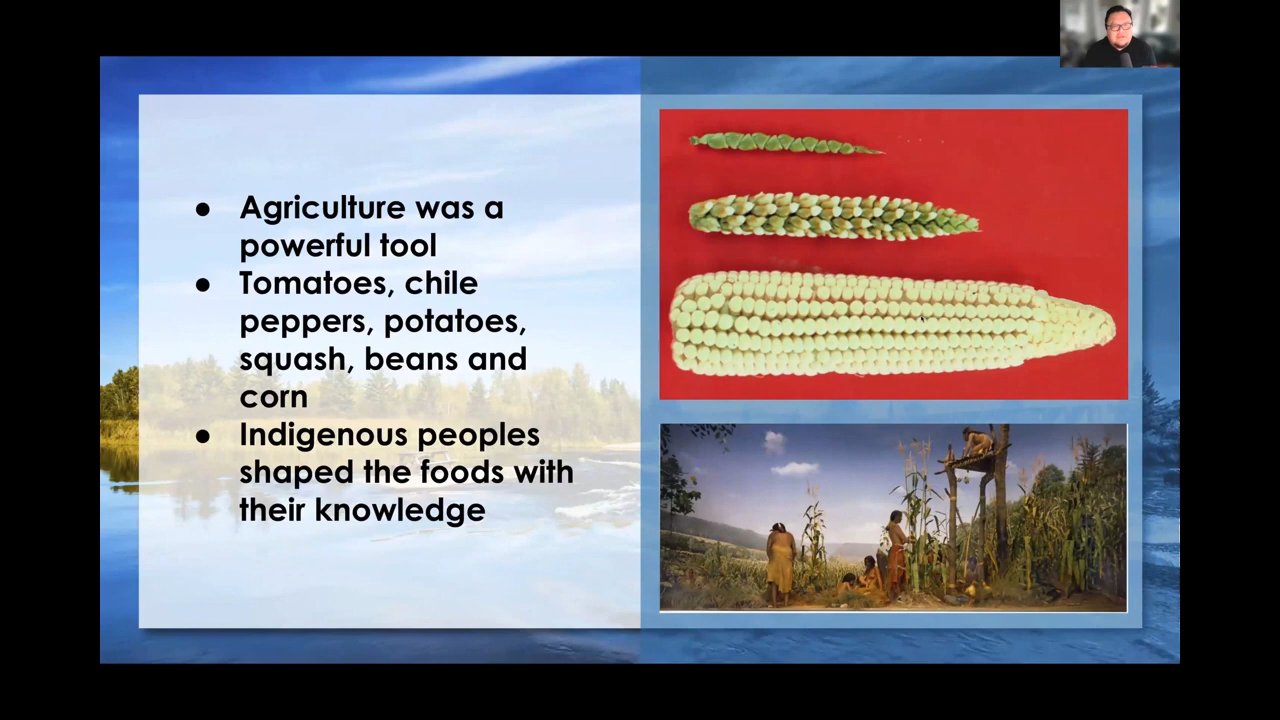 ● Agriculture was a
powerful tool
● Tomatoes, chile
peppers, potatoes,
squash, beans and
corn
● Indigenous peoples
shaped the foods with
their knowledge